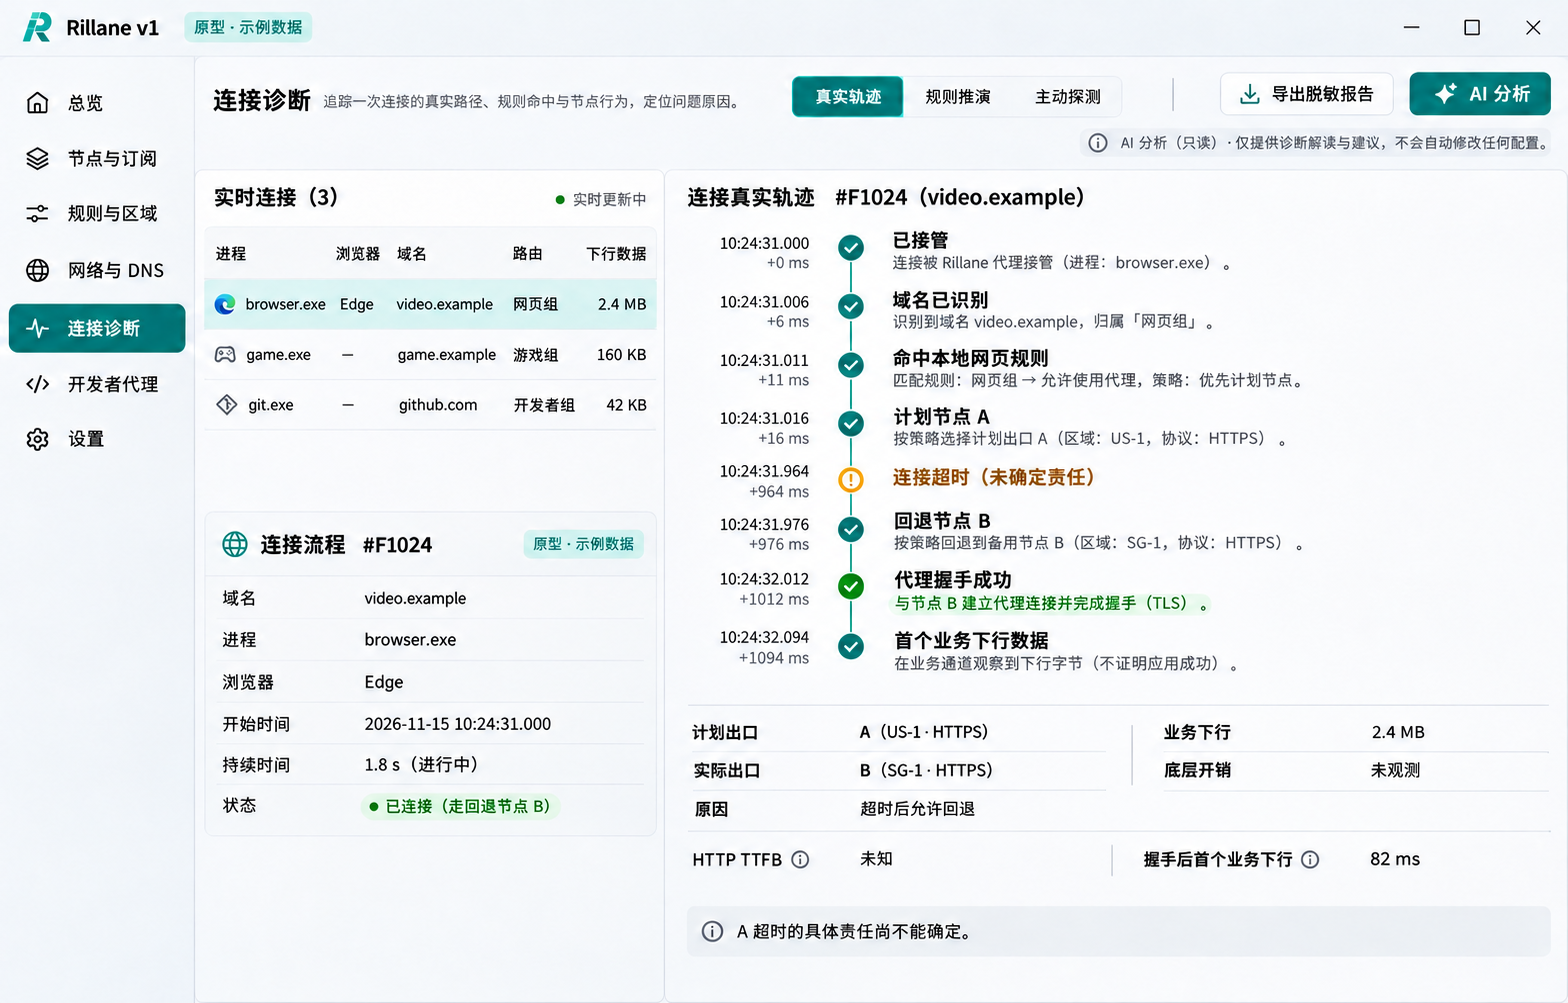 Rillane v1
原型 · 示例数据
总览
节点与订阅
规则与区域
网络与 DNS
连接诊断
开发者代理
设置
连接诊断
追踪一次连接的真实路径、规则命中与节点行为，定位问题原因。
真实轨迹
规则推演
主动探测
导出脱敏报告
AI 分析
AI 分析（只读）· 仅提供诊断解读与建议，不会自动修改任何配置。
实时连接（3）
实时更新中
进程 浏览器 域名 路由 下行数据
browser.exe Edge video.example 网页组 2.4 MB
game.exe — game.example 游戏组 160 KB
git.exe — github.com 开发者组 42 KB
连接流程 #F1024
原型 · 示例数据
域名 video.example
进程 browser.exe
浏览器 Edge
开始时间 2026-11-15 10:24:31.000
持续时间 1.8 s（进行中）
状态 已连接（走回退节点 B）
连接真实轨迹 #F1024（video.example）
10:24:31.000
+0 ms
已接管
连接被 Rillane 代理接管（进程：browser.exe）。
10:24:31.006
+6 ms
域名已识别
识别到域名 video.example，归属「网页组」。
10:24:31.011
+11 ms
命中本地网页规则
匹配规则：网页组 → 允许使用代理，策略：优先计划节点。
10:24:31.016
+16 ms
计划节点 A
按策略选择计划出口 A（区域：US-1，协议：HTTPS）。
10:24:31.964
+964 ms
连接超时（未确定责任）
10:24:31.976
+976 ms
回退节点 B
按策略回退到备用节点 B（区域：SG-1，协议：HTTPS）。
10:24:32.012
+1012 ms
代理握手成功
与节点 B 建立代理连接并完成握手（TLS）。
10:24:32.094
+1094 ms
首个业务下行数据
在业务通道观察到下行字节（不证明应用成功）。
计划出口 A（US-1 · HTTPS）
实际出口 B（SG-1 · HTTPS）
原因 超时后允许回退
业务下行 2.4 MB
底层开销 未观测
HTTP TTFB 未知
握手后首个业务下行 82 ms
A 超时的具体责任尚不能确定。